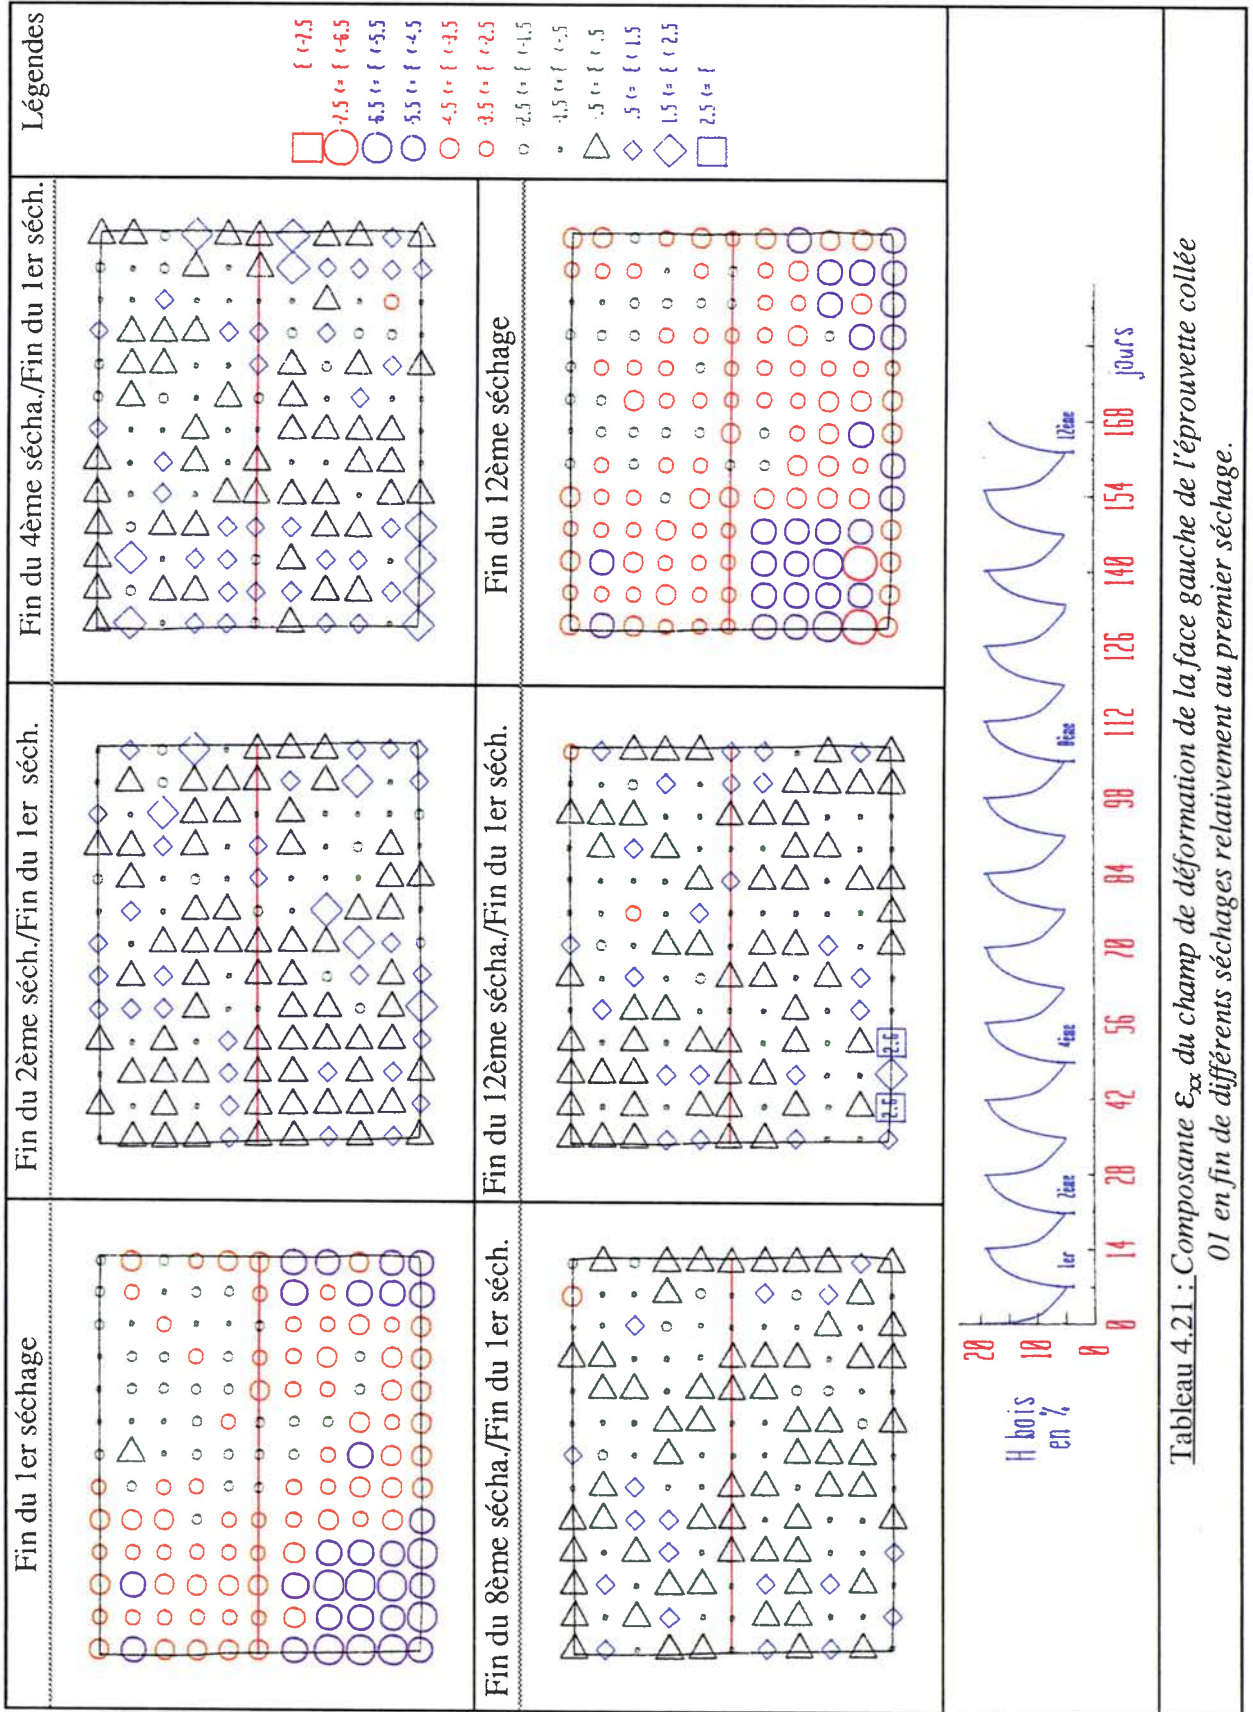 Fin du 1er séchage
Fin du 2ème séch./Fin du 1er séch.
Fin du 4ème sécha./Fin du 1er séch.
Légendes
ξ <-7.5
-7.5 <= ξ <-6.5
-6.5 <= ξ <-5.5
-5.5 <= ξ <-4.5
-4.5 <= ξ <-3.5
-3.5 <= ξ <-2.5
-2.5 <= ξ <-1.5
-1.5 <= ξ <-.5
-.5 <= ξ <.5
.5 <= ξ <1.5
1.5 <= ξ <2.5
2.5 <= ξ
Fin du 8ème sécha./Fin du 1er séch.
Fin du 12ème sécha./Fin du 1er séch.
2.6 2.6
Fin du 12ème séchage
H bois
en %
20
10
0
1er 2ème 4ème 8ème 12ème
0 14 28 42 56 70 84 98 112 126 140 154 168
jours
Tableau 4.21 : Composante εxx du champ de déformation de la face gauche de l'éprouvette collée
01 en fin de différents séchages relativement au premier séchage.